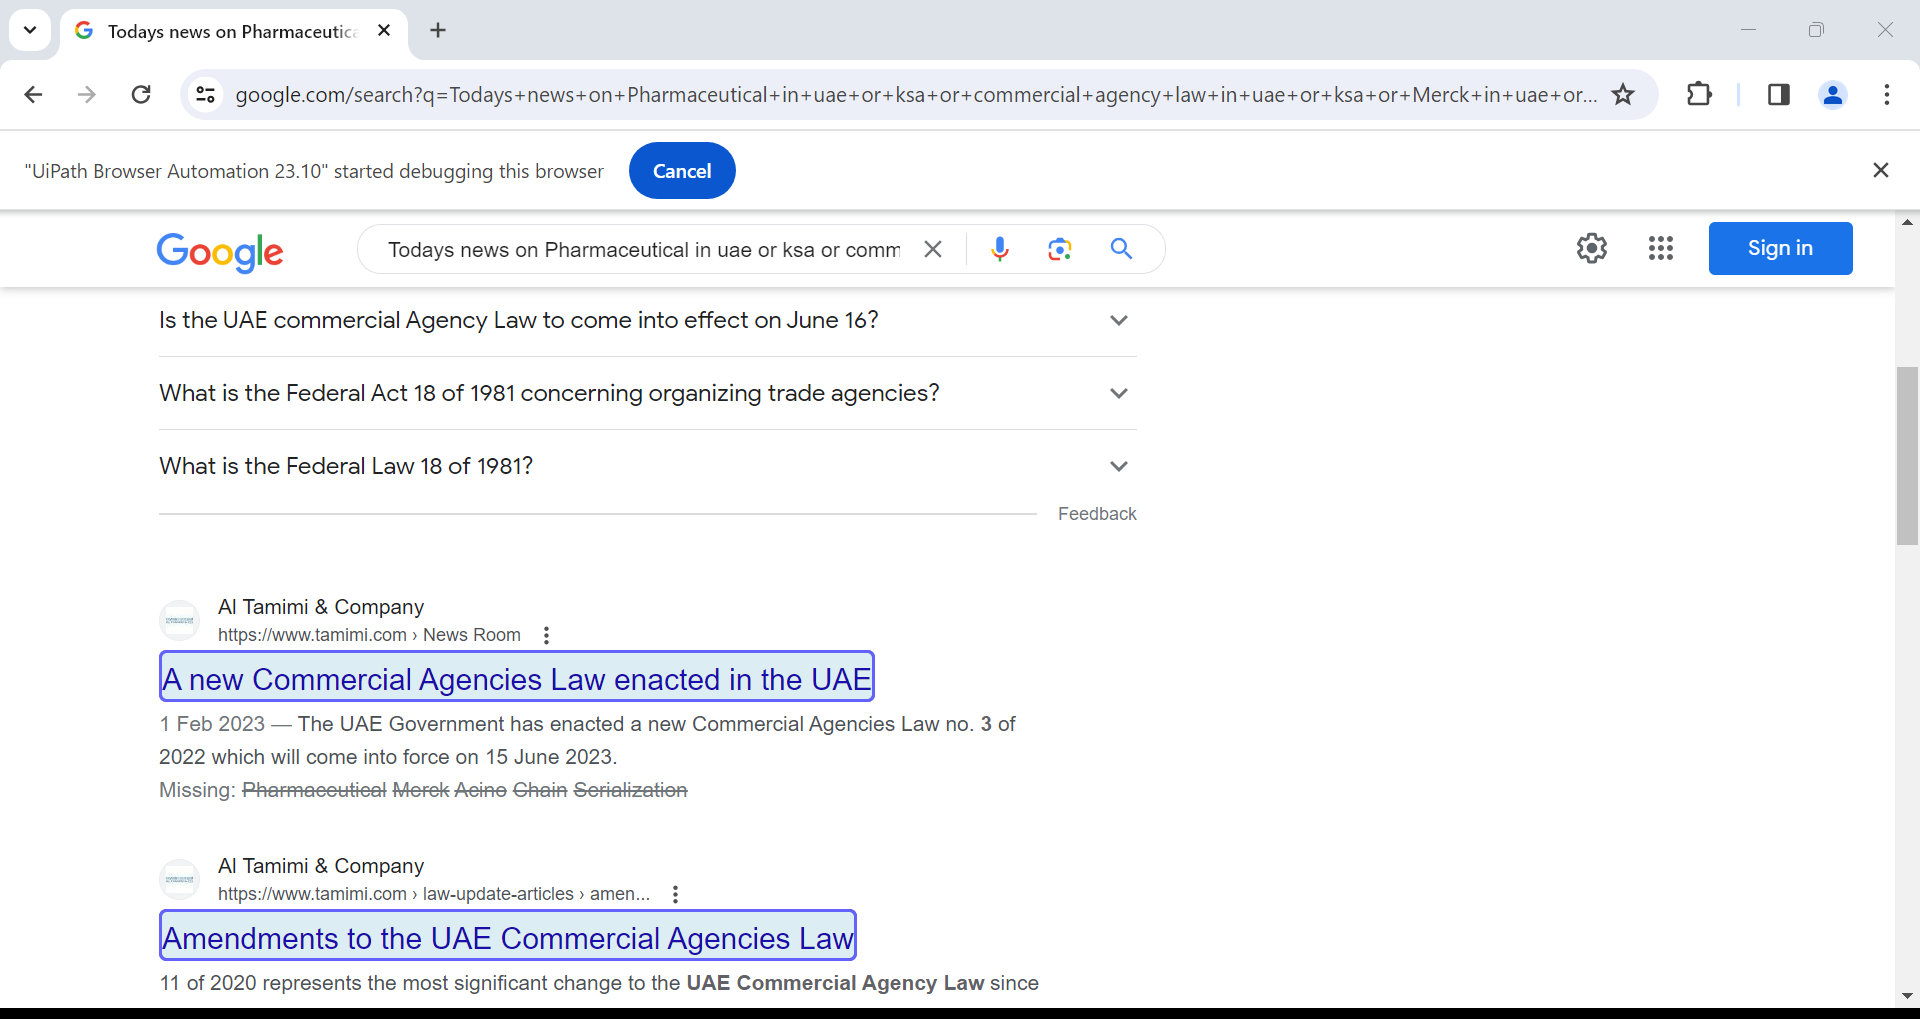 Todays news on Pharmaceutica
google.com/search?q=Todays+news+on+Pharmaceutical+in+uae+or+ksa+or+commercial+agency+law+in+uae+or+ksa+or+Merck+in+uae+or...
"UiPath Browser Automation 23.10" started debugging this browser
Cancel
Google
Todays news on Pharmaceutical in uae or ksa or comm
Sign in
Is the UAE commercial Agency Law to come into effect on June 16?
What is the Federal Act 18 of 1981 concerning organizing trade agencies?
What is the Federal Law 18 of 1981?
Feedback
Al Tamimi & Company
https://www.tamimi.com › News Room
A new Commercial Agencies Law enacted in the UAE
1 Feb 2023 — The UAE Government has enacted a new Commercial Agencies Law no. 3 of
2022 which will come into force on 15 June 2023.
Missing: Pharmaceutical Merck Acino Chain Serialization
Al Tamimi & Company
https://www.tamimi.com › law-update-articles › amen...
Amendments to the UAE Commercial Agencies Law
11 of 2020 represents the most significant change to the UAE Commercial Agency Law since